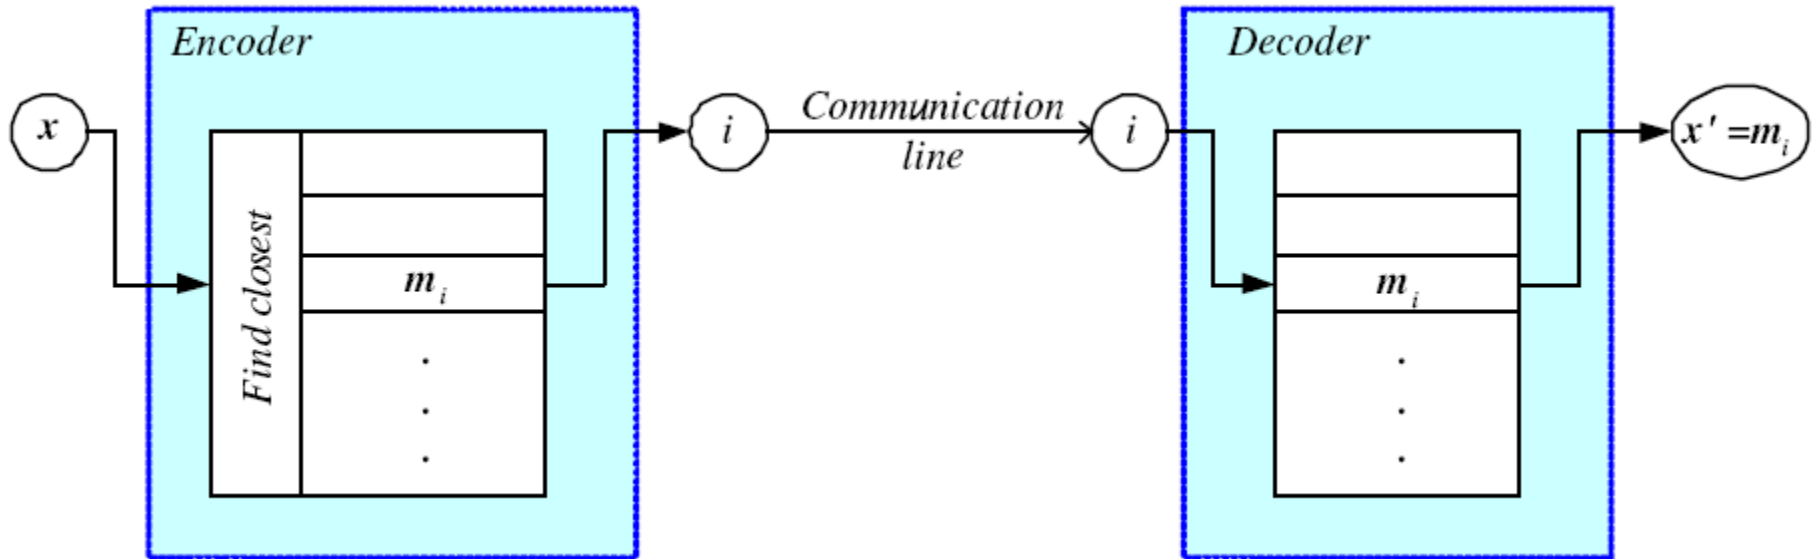 Encoder
Decoder
x
i
Communication
line
i
x' =m_i
Find closest
m_i
.
.
.
m_i
.
.
.